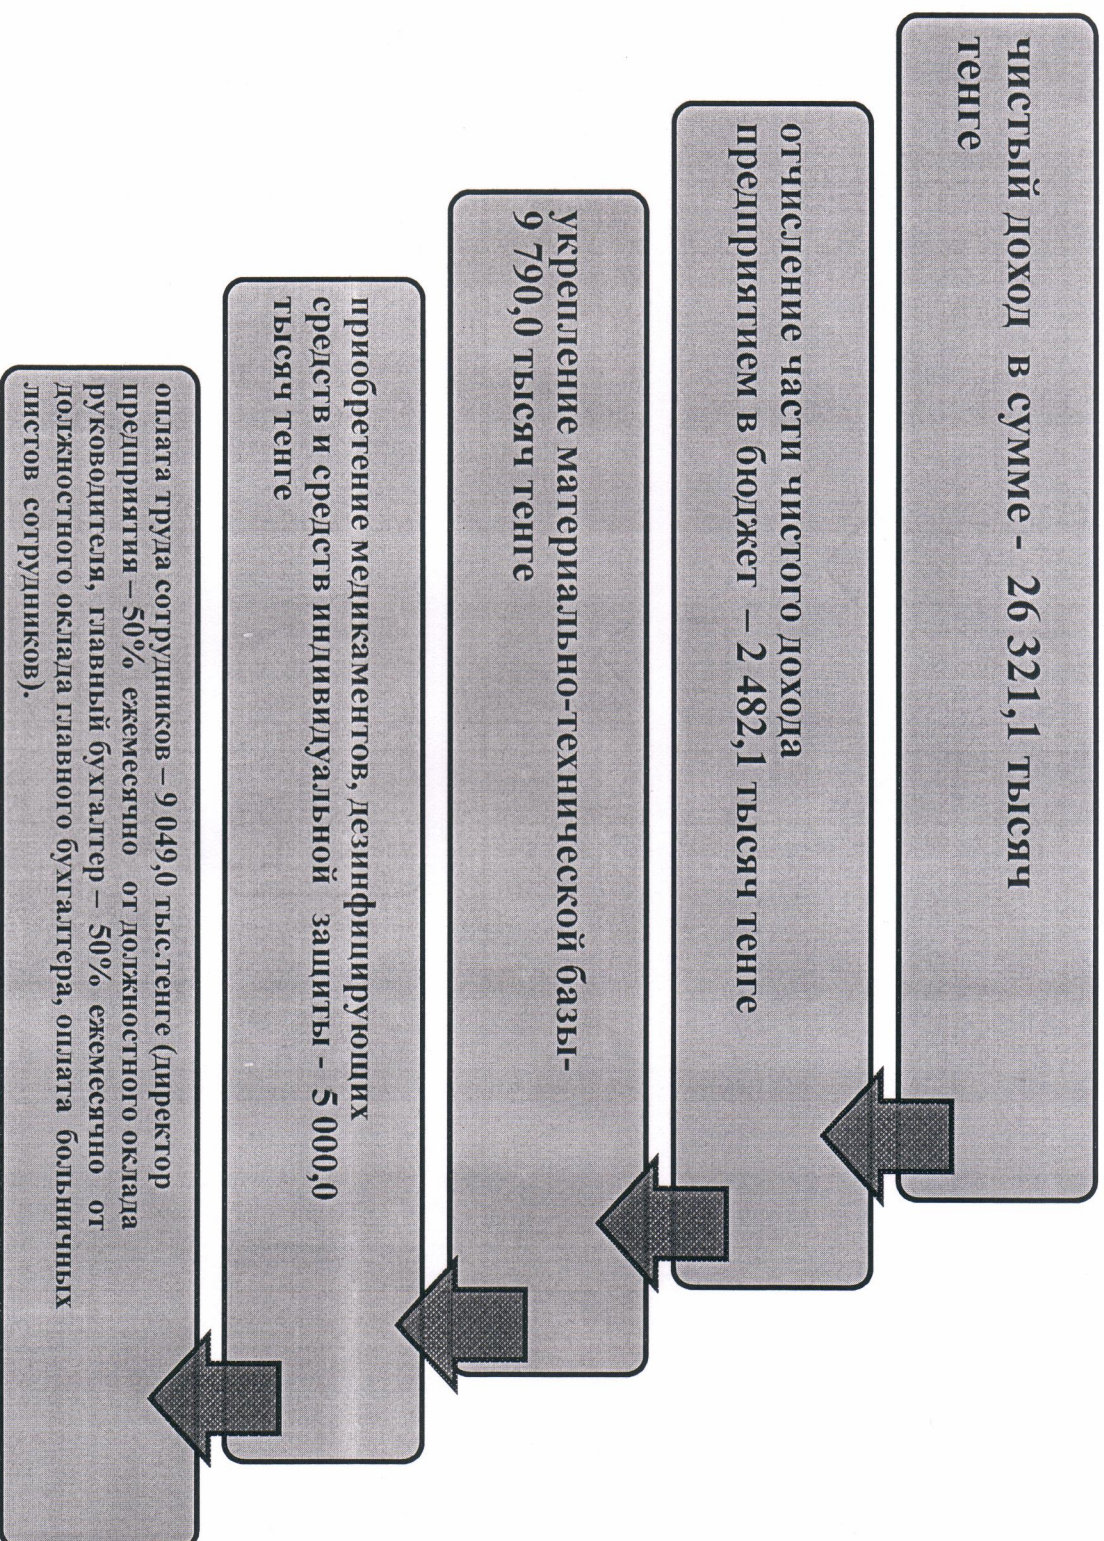 чистый доход в сумме - 26 321,1 тысяч
тенге
отчисление части чистого дохода
предприятием в бюджет – 2 482,1 тысяч тенге
укрепление материально-технической базы-
9 790,0 тысяч тенге
приобретение медикаментов, дезинфицирующих
средств и средств индивидуальной защиты - 5 000,0
тысяч тенге
оплата труда сотрудников – 9 049,0 тыс.тенге (директор
предприятия – 50% ежемесячно от должностного оклада
руководителя, главный бухгалтер – 50% ежемесячно от
должностного оклада главного бухгалтера, оплата больничных
листов сотрудников).